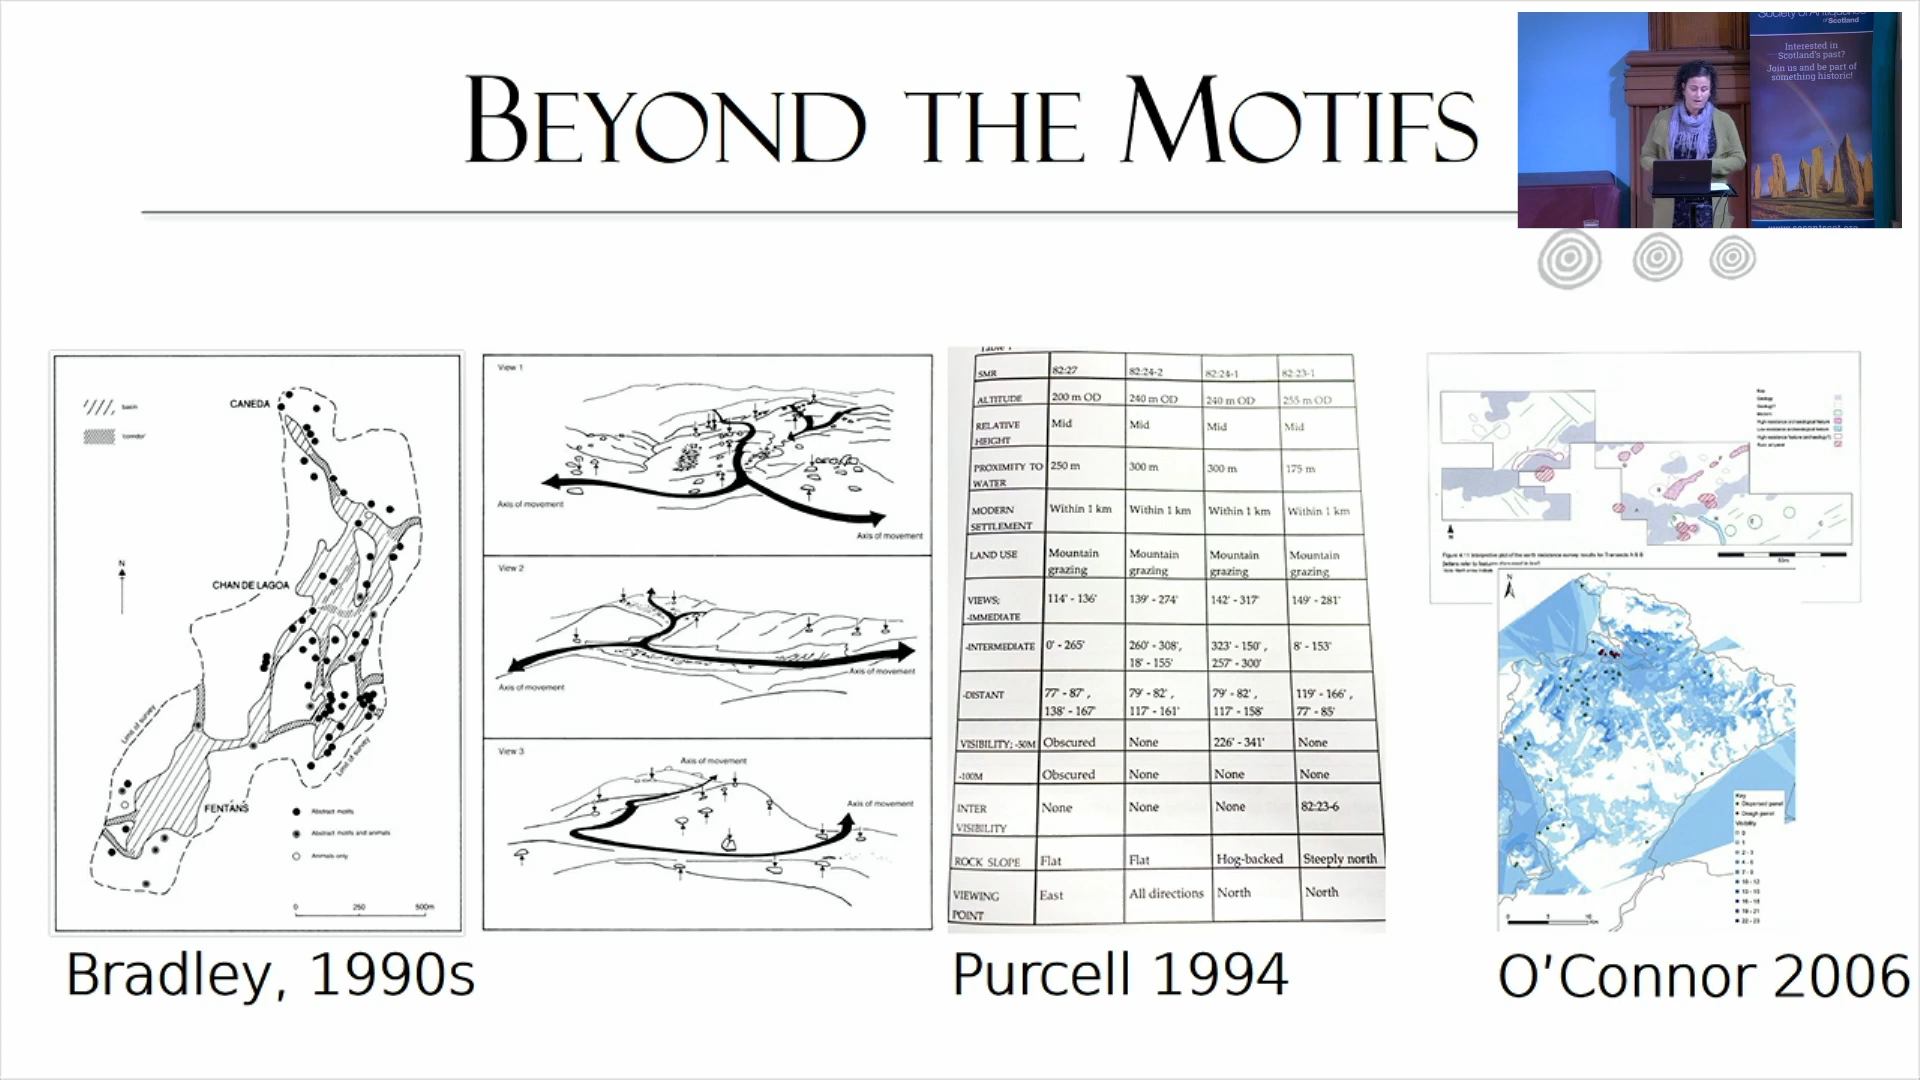 BEYOND THE MOTIFS
Society of Antiquaries
of Scotland
Interested in
Scotland's past?
Join us and be part of
something historic!
basin
'corridor'
CANEDA
N
CHAN DE LAGOA
Limit of survey
Limit of survey
FENTANS
Abstract motifs
Abstract motifs and animals
Animals only
0 250 500m
View 1
Axis of movement
Axis of movement
View 2
Axis of movement
Axis of movement
View 3
Axis of movement
Axis of movement
Table 1
SMR 82:27 82:24-2 82:24-1 82:23-1
ALTITUDE 200 m OD 240 m OD 240 m OD 255 m OD
RELATIVE HEIGHT Mid Mid Mid Mid
PROXIMITY TO WATER 250 m 300 m 300 m 175 m
MODERN SETTLEMENT Within 1 km Within 1 km Within 1 km Within 1 km
LAND USE Mountain grazing Mountain grazing Mountain grazing Mountain grazing
VIEWS; -IMMEDIATE 114' - 136' 139' - 274' 142' - 317' 149' - 281'
-INTERMEDIATE 0' - 265' 260' - 308', 18' - 155' 323' - 150', 257' - 300' 8' - 153'
-DISTANT 77' - 87', 138' - 167' 79' - 82', 117' - 161' 79' - 82', 117' - 158' 119' - 166', 77' - 85'
VISIBILITY; -50M Obscured None 226' - 341' None
-100M Obscured None None None
INTER VISIBILITY None None None 82:23-6
ROCK SLOPE Flat Flat Hog-backed Steeply north
VIEWING POINT East All directions North North
Key
Geology
N
Key
Dispersed panel
Visibility
Bradley, 1990s
Purcell 1994
O'Connor 2006